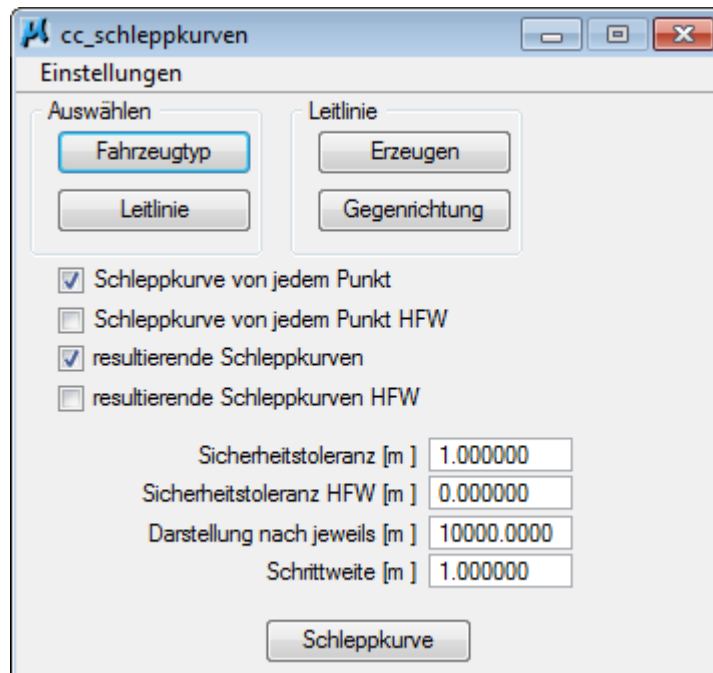 cc_schleppkurven
Einstellungen
Auswählen
Leitlinie
Fahrzeugtyp
Erzeugen
Leitlinie
Gegenrichtung
Schleppkurve von jedem Punkt
Schleppkurve von jedem Punkt HFW
resultierende Schleppkurven
resultierende Schleppkurven HFW
Sicherheitstoleranz [m ] 1.000000
Sicherheitstoleranz HFW [m ] 0.000000
Darstellung nach jeweils [m ] 10000.0000
Schrittweite [m ] 1.000000
Schleppkurve